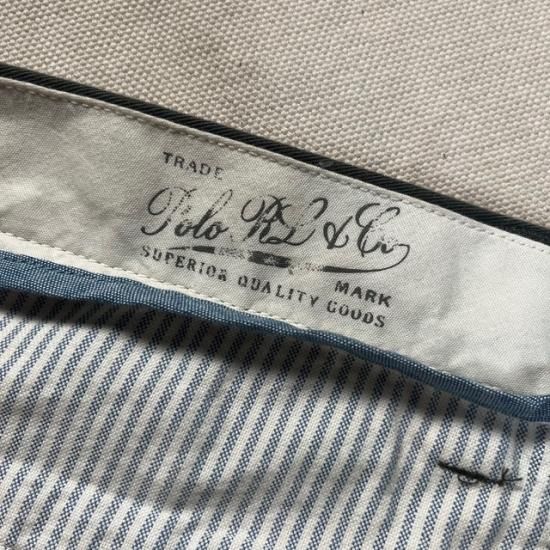 TRADE
Polo RL & Co
MARK
SUPERIOR QUALITY GOODS